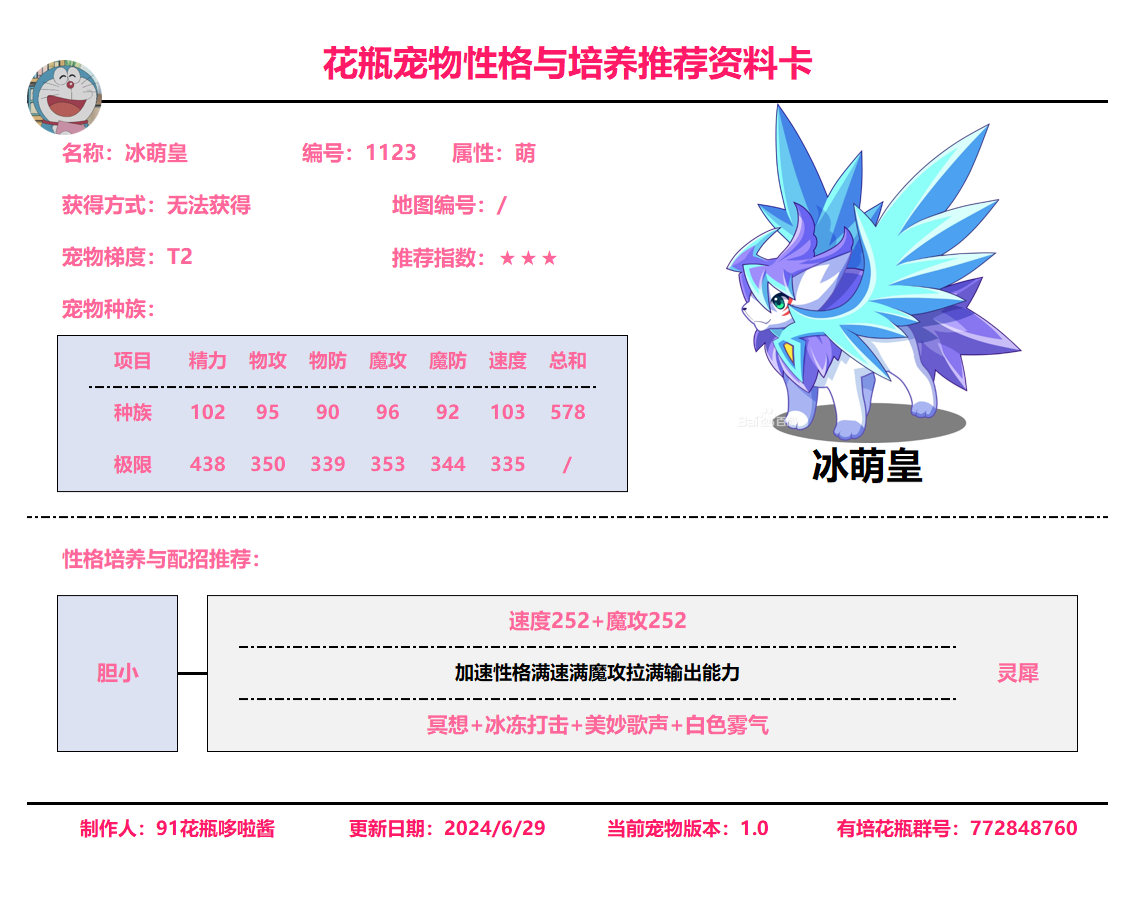 花瓶宠物性格与培养推荐资料卡
名称：冰萌皇 编号：1123 属性：萌
获得方式：无法获得 地图编号：/
宠物梯度：T2 推荐指数：★★★
宠物种族：
项目 精力 物攻 物防 魔攻 魔防 速度 总和
种族 102 95 90 96 92 103 578
极限 438 350 339 353 344 335 /
冰萌皇
性格培养与配招推荐：
速度252+魔攻252
胆小 加速性格满速满魔攻拉满输出能力 灵犀
冥想+冰冻打击+美妙歌声+白色雾气
制作人：91花瓶哆啦酱 更新日期：2024/6/29 当前宠物版本：1.0 有培花瓶群号：772848760